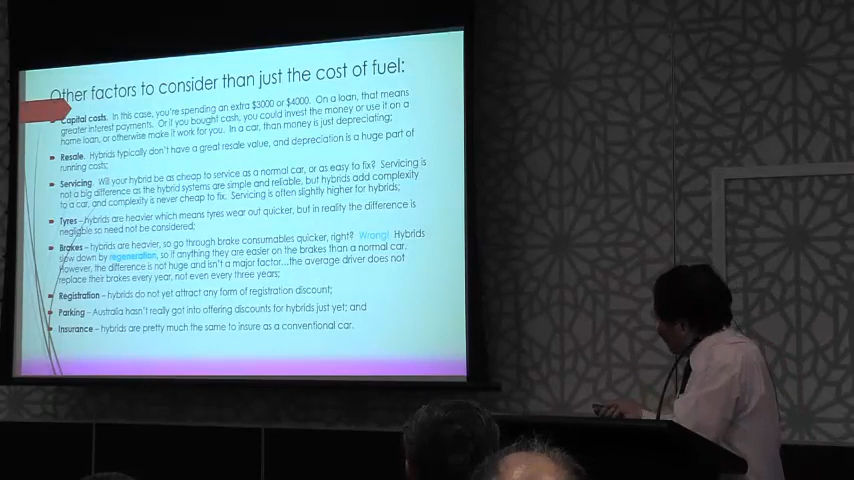 Other factors to consider than just the cost of fuel:
Capital costs. In this case, you're spending an extra $3000 or $4000. On a loan, that means
greater interest payments. Or if you bought cash, you could invest the money or use it on a
home loan, or otherwise make it work for you. In a car, than money is just depreciating;
Resale. Hybrids typically don't have a great resale value, and depreciation is a huge part of
running costs;
Servicing. Will your hybrid be as cheap to service as a normal car, or as easy to fix? Servicing is
not a big difference as the hybrid systems are simple and reliable, but hybrids add complexity
to a car, and complexity is never cheap to fix. Servicing is often slightly higher for hybrids;
Tyres – hybrids are heavier which means tyres wear out quicker, but in reality the difference is
negligble so need not be considered;
Brakes – hybrids are heavier, so go through brake consumables quicker, right? Wrong! Hybrids
slow down by regeneration, so if anything they are easier on the brakes than a normal car.
However, the difference is not huge and isn't a major factor...the average driver does not
replace their brakes every year, not even every three years;
Registration – hybrids do not yet attract any form of registration discount;
Parking – Australia hasn't really got into offering discounts for hybrids just yet; and
Insurance – hybrids are pretty much the same to insure as a conventional car.